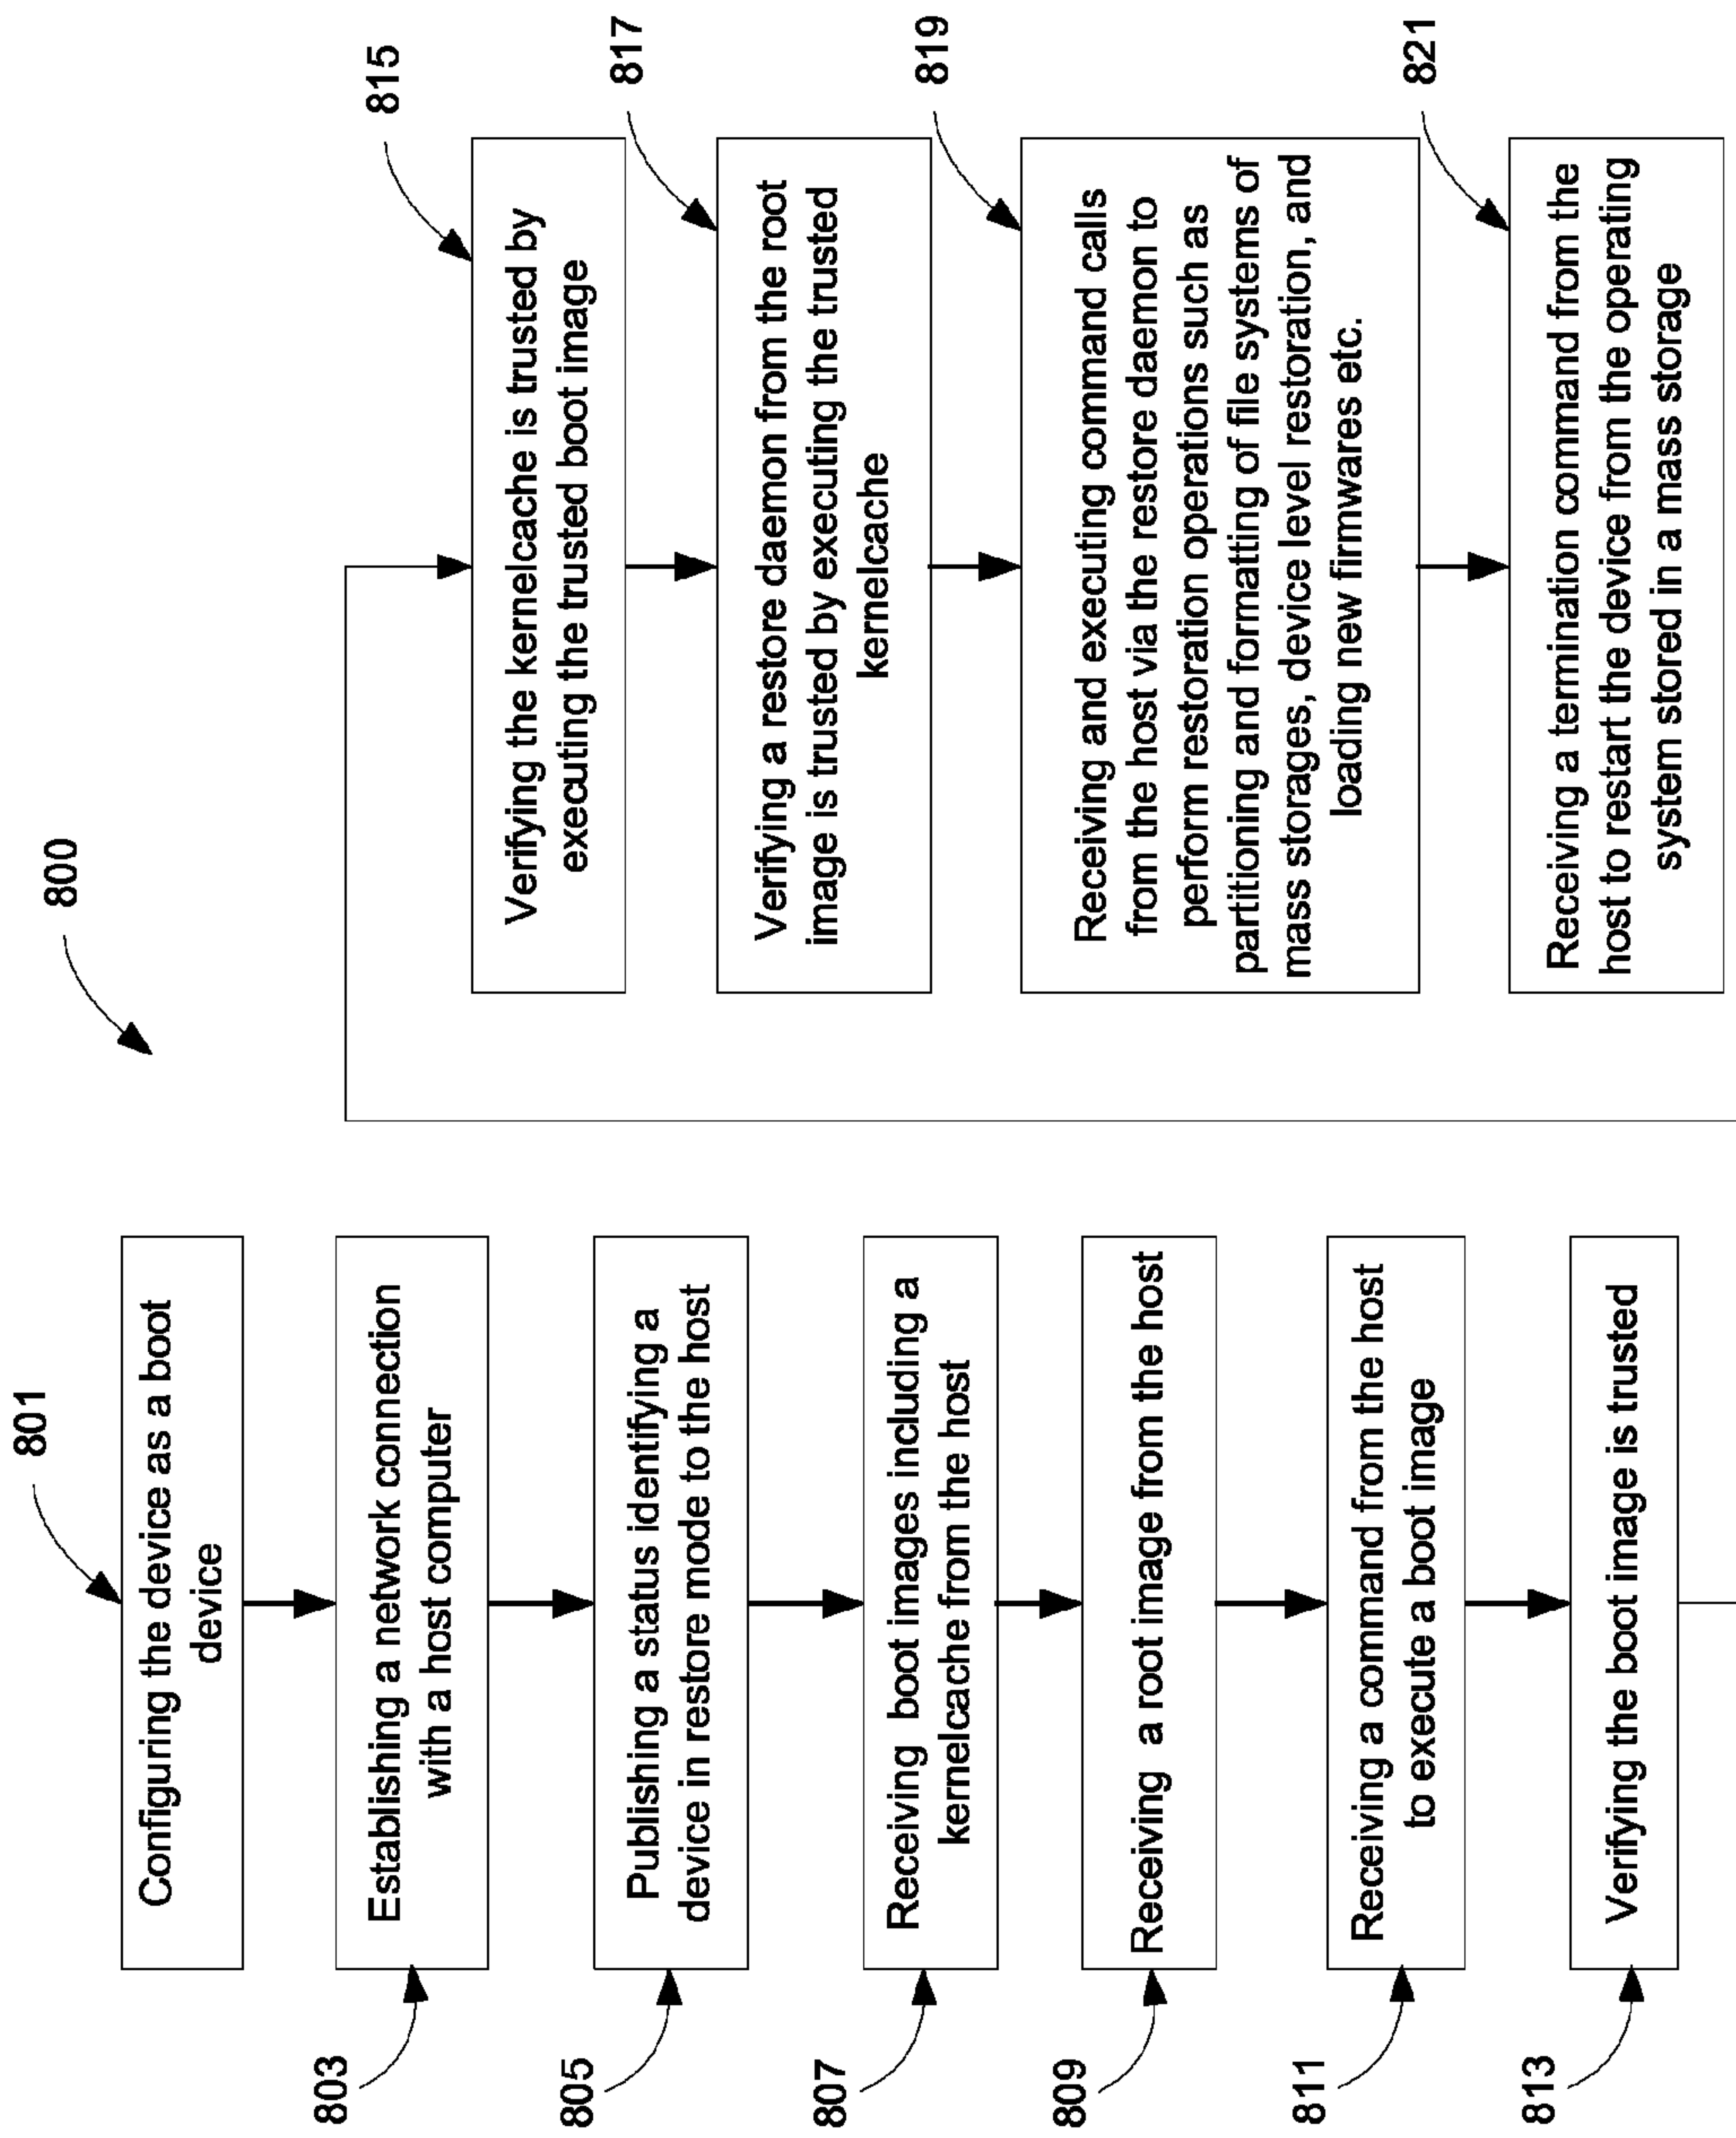 800
801
Configuring the device as a boot
device
803
Establishing a network connection
with a host computer
805
Publishing a status identifying a
device in restore mode to the host
807
Receiving boot images including a
kernelcache from the host
809
Receiving a root image from the host
811
Receiving a command from the host
to execute a boot image
813
Verifying the boot image is trusted
815
Verifying the kernelcache is trusted by
executing the trusted boot image
817
Verifying a restore daemon from the root
image is trusted by executing the trusted
kernelcache
819
Receiving and executing command calls
from the host via the restore daemon to
perform restoration operations such as
partitioning and formatting of file systems of
mass storages, device level restoration, and
loading new firmwares etc.
821
Receiving a termination command from the
host to restart the device from the operating
system stored in a mass storage